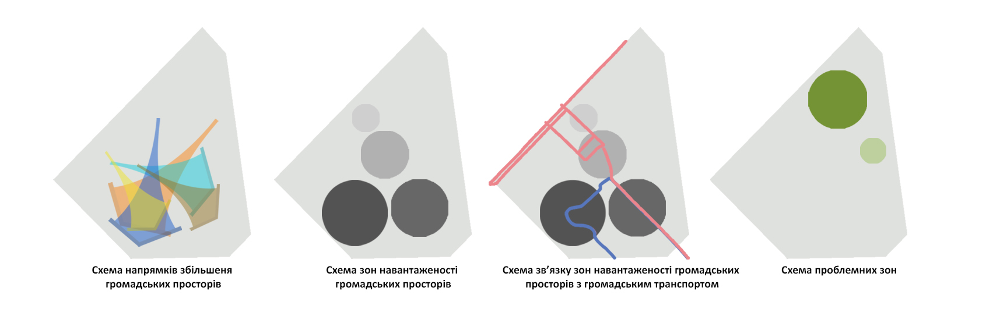 Схема напрямків збільшеня
громадських просторів
Схема зон навантаженості
громадських просторів
Схема зв’язку зон навантаженості громадських
просторів з громадським транспортом
Схема проблемних зон